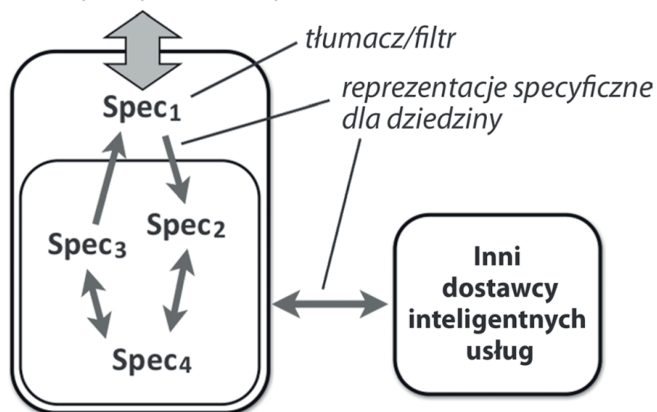 tłumacz/filtr
Spec1
reprezentacje specyficzne
dla dziedziny
Spec2
Spec3
Spec4
Inni
dostawcy
inteligentnych
usług